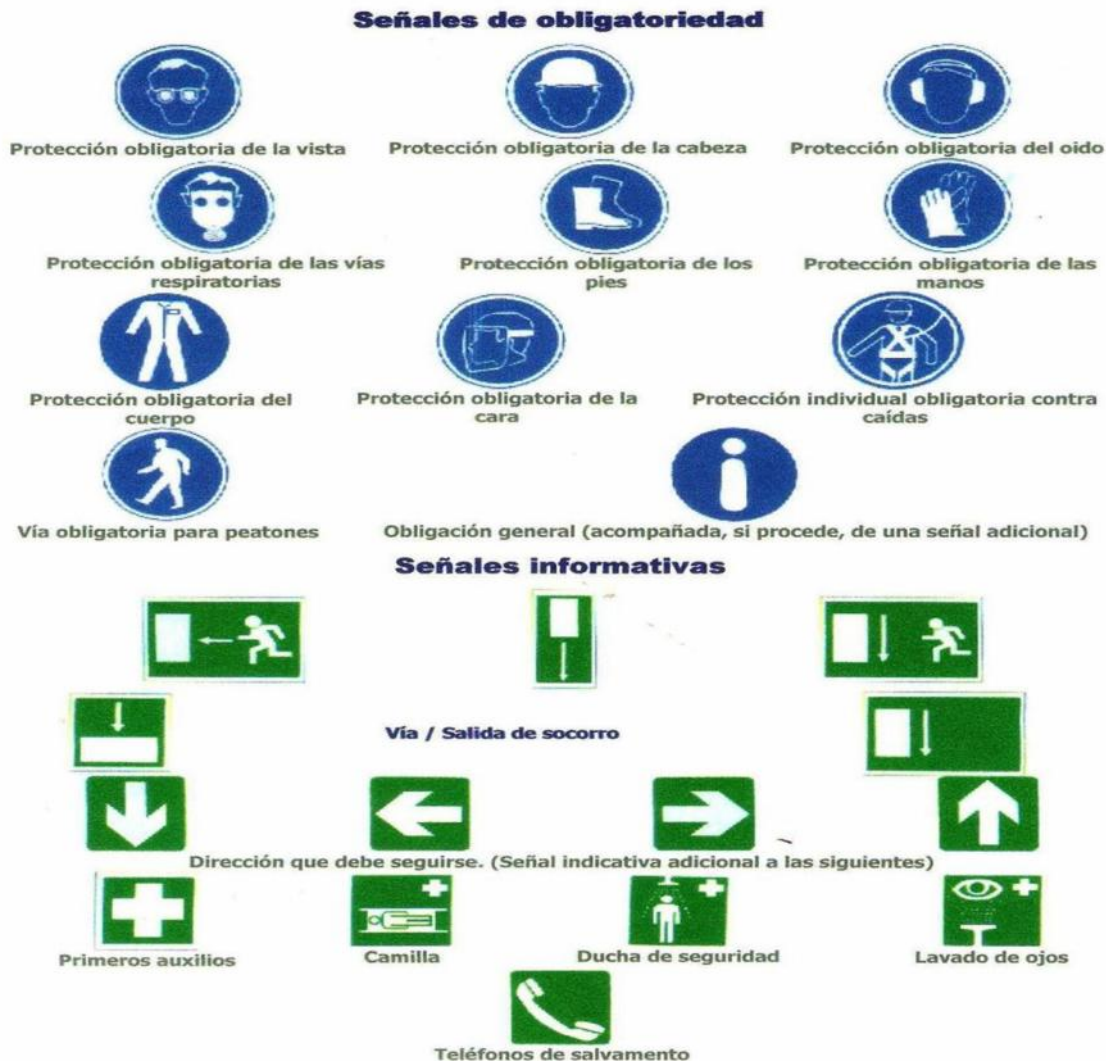 Señales de obligatoriedad
Protección obligatoria de la vista
Protección obligatoria de la cabeza
Protección obligatoria del oido
Protección obligatoria de las vías
respiratorias
Protección obligatoria de los
pies
Protección obligatoria de las
manos
Protección obligatoria del
cuerpo
Protección obligatoria de la
cara
Protección individual obligatoria contra
caídas
Vía obligatoria para peatones
Obligación general (acompañada, si procede, de una señal adicional)
Señales informativas
Vía / Salida de socorro
Dirección que debe seguirse. (Señal indicativa adicional a las siguientes)
Primeros auxilios
Camilla
Ducha de seguridad
Lavado de ojos
Teléfonos de salvamento